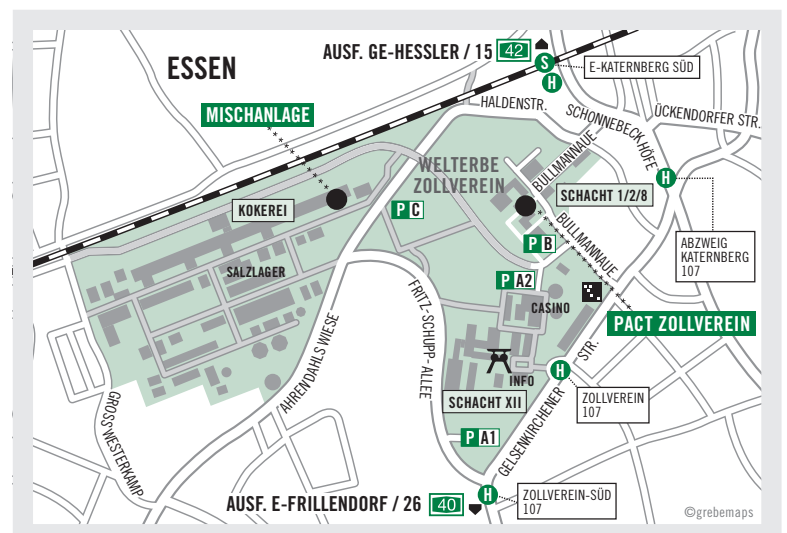 AUSF. GE-HESSLER / 15 42
S
E-KATERNBERG SÜD
ESSEN
H
HALDENSTR.
SCHONNEBECKHÖFE
ÜCKENDORFER STR.
MISCHANLAGE
WELTERBE
ZOLLVEREIN
BULLMANNAUE
SCHACHT 1/2/8
H
KOKEREI
P C
BULLMANNAUE
ABZWEIG
KATERNBERG
107
P B
SALZLAGER
P A2
CASINO
FRITZ-SCHUPP-ALLEE
PACT ZOLLVEREIN
AHRENDAHLS WIESE
STR.
INFO
H
SCHACHT XII
ZOLLVEREIN
107
GROSS WESTERKAMP
GELSENKIRCHENER
P A1
AUSF. E-FRILLENDORF / 26 40
H
ZOLLVEREIN-SÜD
107
©grebemaps